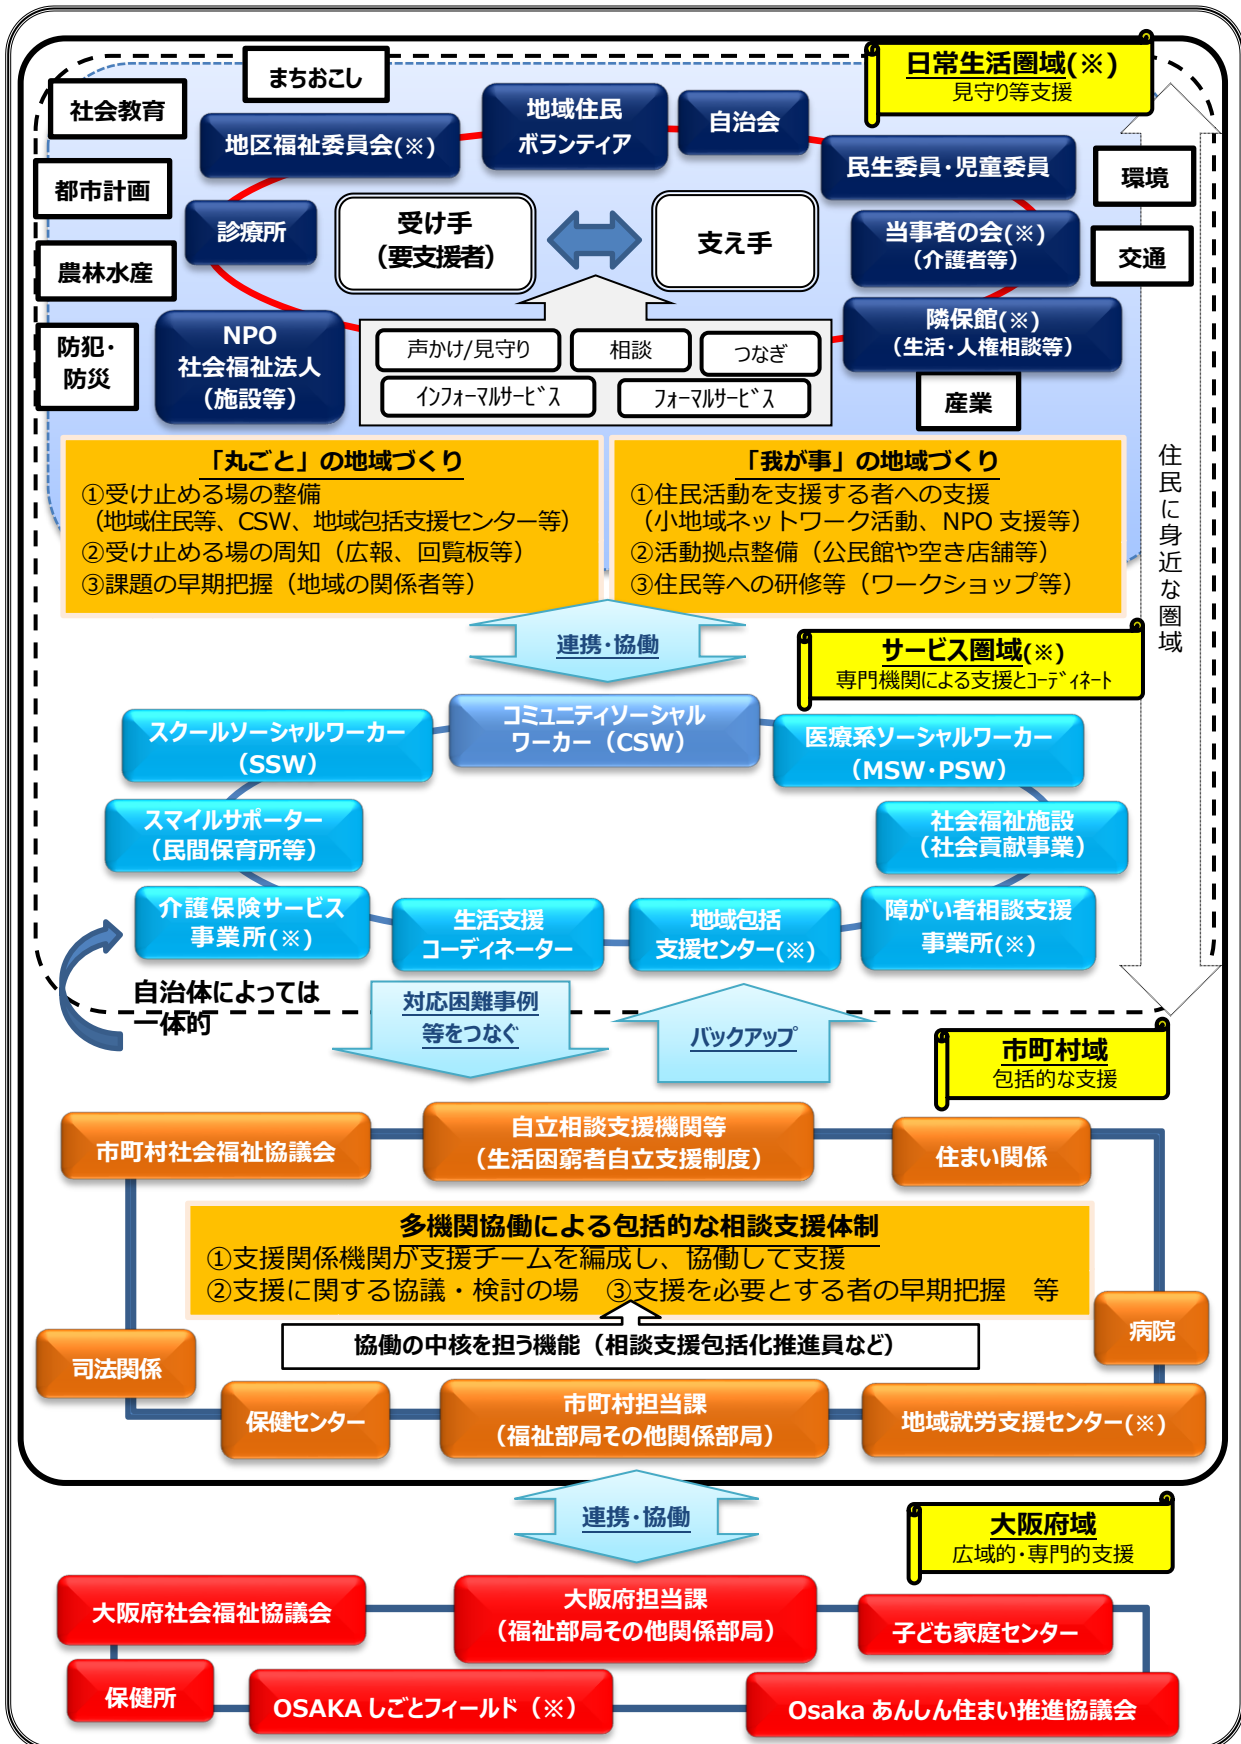 日常生活圏域(※)
見守り等支援
まちおこし
社会教育
地域住民
ボランティア
自治会
地区福祉委員会(※)
民生委員・児童委員
都市計画
環境
診療所
受け手
（要支援者）
支え手
当事者の会(※)
（介護者等）
農林水産
交通
NPO
社会福祉法人
（施設等）
隣保館(※)
（生活・人権相談等）
防犯・
防災
声かけ/見守り
相談
つなぎ
インフォーマルサービス
フォーマルサービス
産業
「丸ごと」の地域づくり
①受け止める場の整備
（地域住民等、CSW、地域包括支援センター等）
②受け止める場の周知（広報、回覧板等）
③課題の早期把握（地域の関係者等）
「我が事」の地域づくり
①住民活動を支援する者への支援
（小地域ネットワーク活動、NPO 支援等）
②活動拠点整備（公民館や空き店舗等）
③住民等への研修等（ワークショップ等）
住民に身近な圏域
連携・協働
サービス圏域(※)
専門機関による支援とコーディネート
コミュニティソーシャル
ワーカー（CSW）
スクールソーシャルワーカー
（SSW）
医療系ソーシャルワーカー
（MSW・PSW）
スマイルサポーター
（民間保育所等）
社会福祉施設
（社会貢献事業）
介護保険サービス
事業所(※)
生活支援
コーディネーター
地域包括
支援センター(※)
障がい者相談支援
事業所(※)
自治体によっては
一体的
対応困難事例
等をつなぐ
バックアップ
市町村域
包括的な支援
市町村社会福祉協議会
自立相談支援機関等
（生活困窮者自立支援制度）
住まい関係
多機関協働による包括的な相談支援体制
①支援関係機関が支援チームを編成し、協働して支援
②支援に関する協議・検討の場　③支援を必要とする者の早期把握　等
協働の中核を担う機能（相談支援包括化推進員など）
病院
司法関係
保健センター
市町村担当課
（福祉部局その他関係部局）
地域就労支援センター(※)
連携・協働
大阪府域
広域的・専門的支援
大阪府社会福祉協議会
大阪府担当課
（福祉部局その他関係部局）
子ども家庭センター
保健所
OSAKA しごとフィールド（※）
Osaka あんしん住まい推進協議会